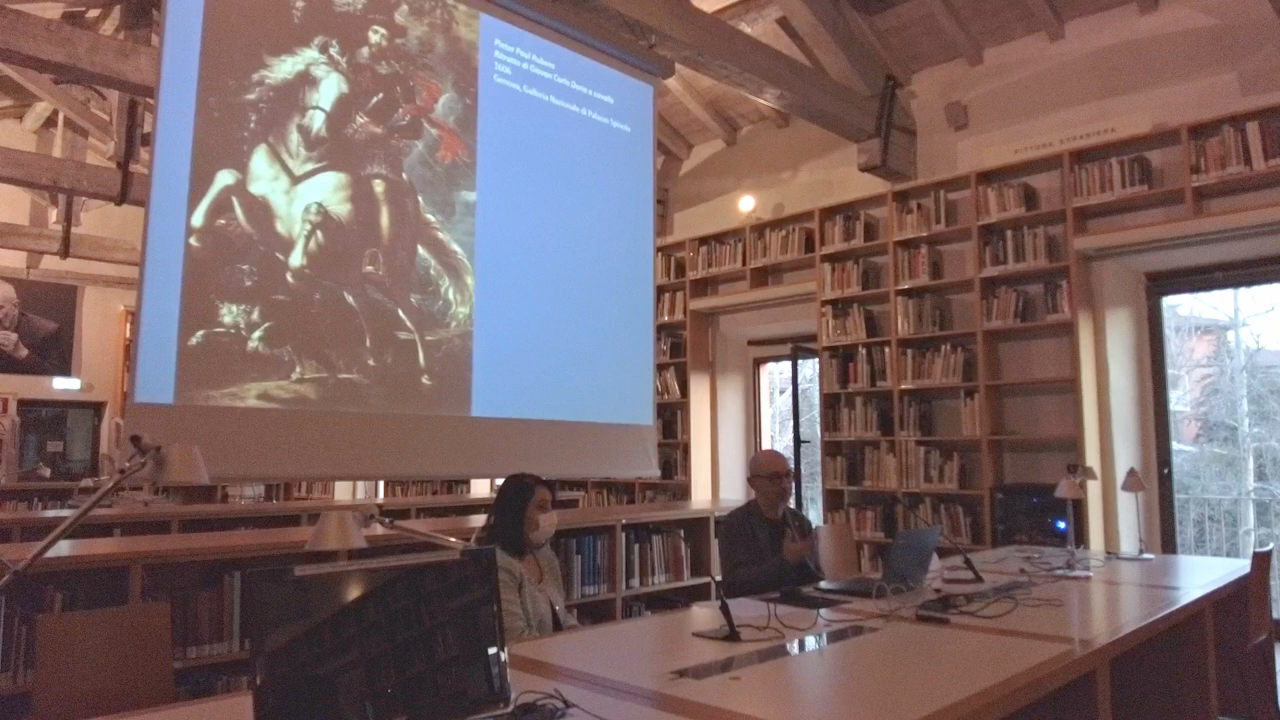 Pieter Paul Rubens
Ritratto di Giovan Carlo Doria a cavallo
1606
Genova, Galleria Nazionale di Palazzo Spinola
PITTURA STRANIERA